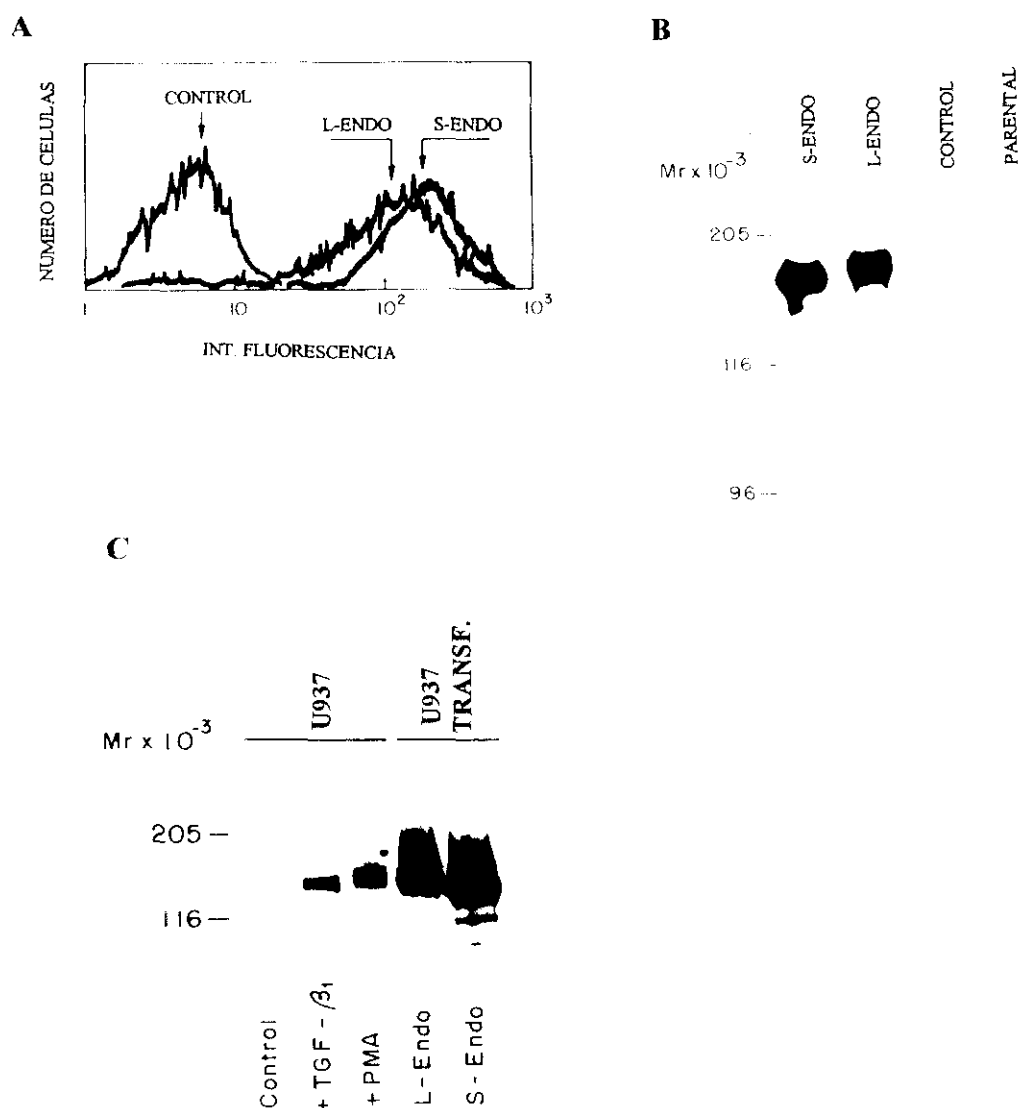 A
NUMERO DE CELULAS
CONTROL
L-ENDO
S-ENDO
1
10
10²
10³
INT. FLUORESCENCIA
B
S-ENDO
L-ENDO
CONTROL
PARENTAL
Mr x 10⁻³
205 -
116 -
96 -
C
U937
U937
TRANSF.
Mr x 10⁻³
205 —
116 —
Control
+ TGF - β₁
+ PMA
L - Endo
S - Endo